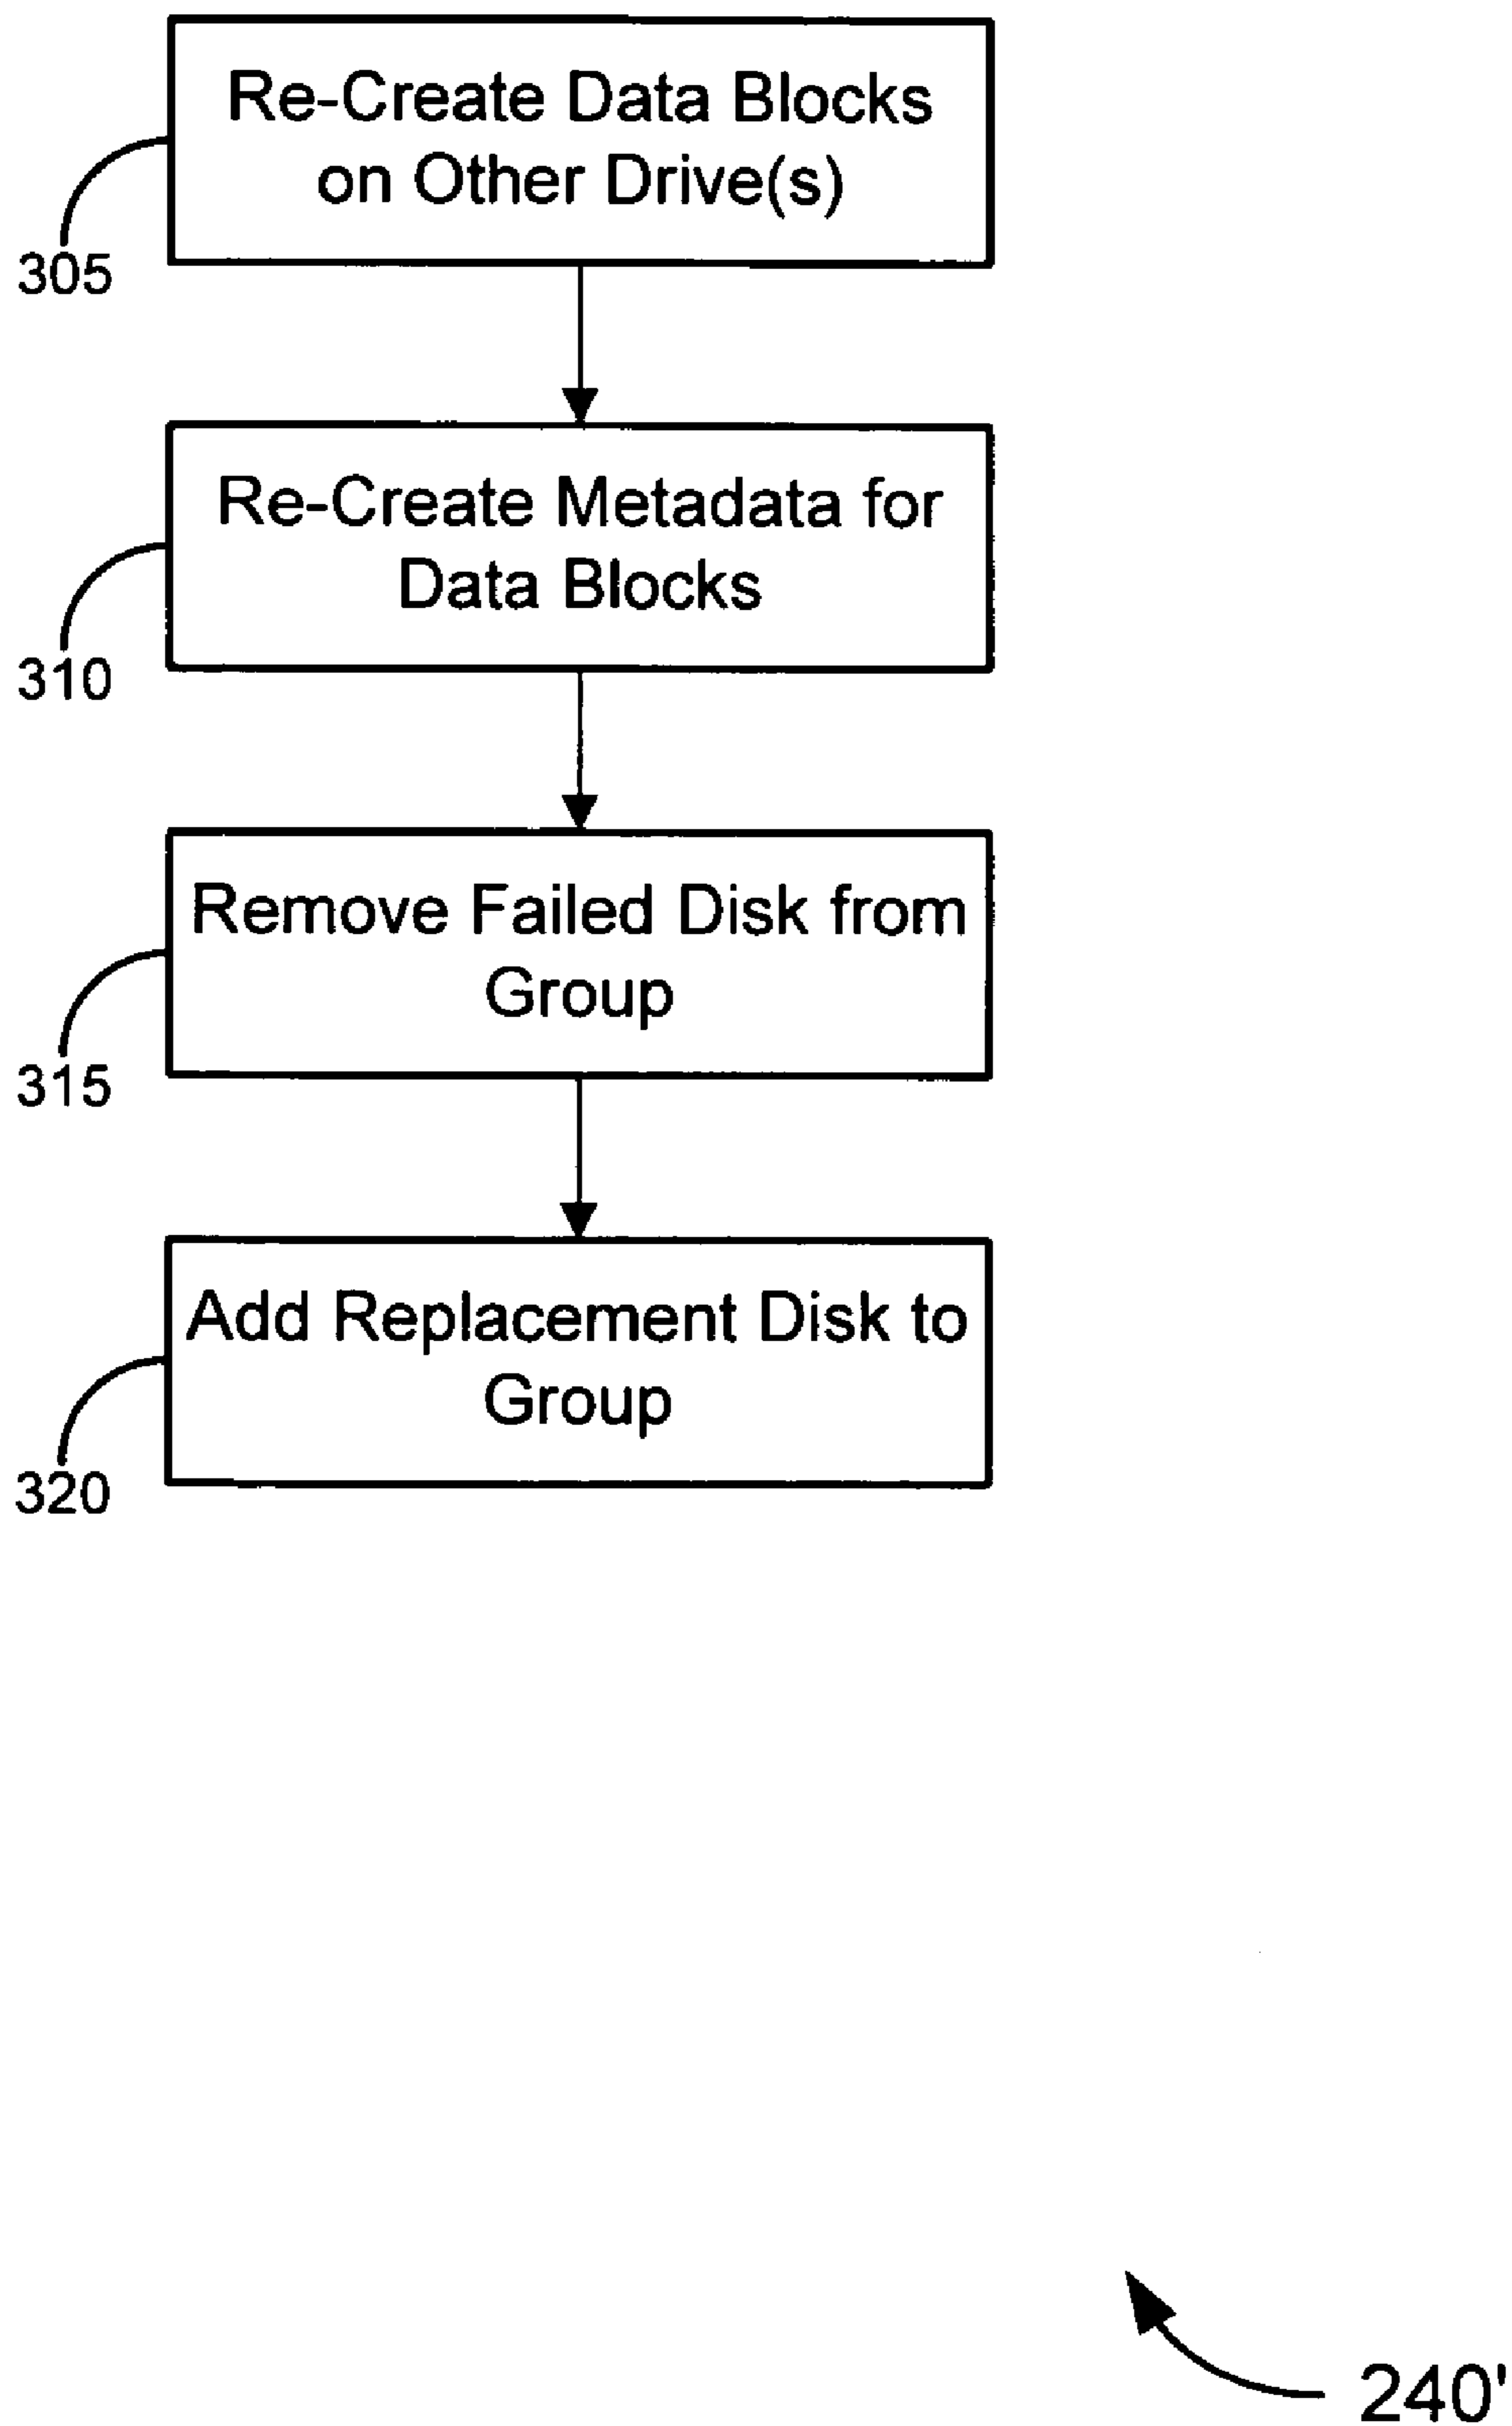 Re-Create Data Blocks
on Other Drive(s)
305
Re-Create Metadata for
Data Blocks
310
Remove Failed Disk from
Group
315
Add Replacement Disk to
Group
320
240'